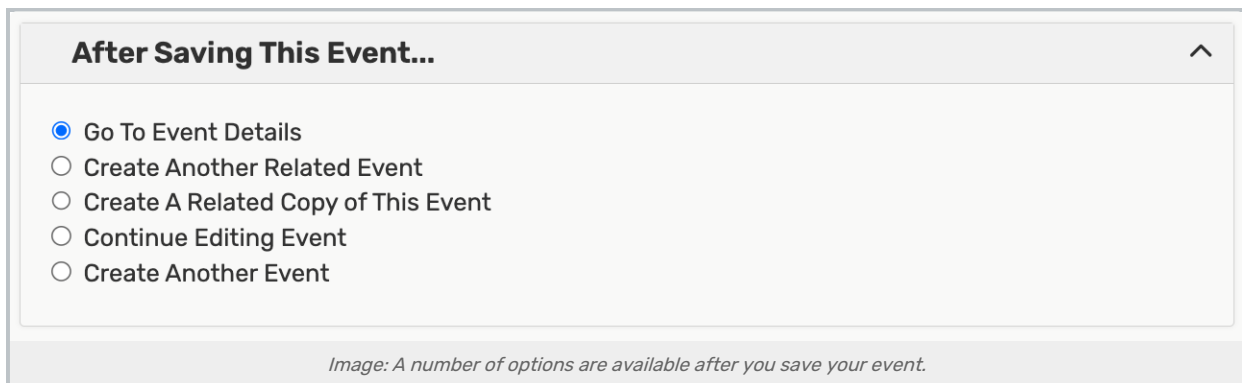 After Saving This Event...
Go To Event Details
Create Another Related Event
Create A Related Copy of This Event
Continue Editing Event
Create Another Event
Image: A number of options are available after you save your event.